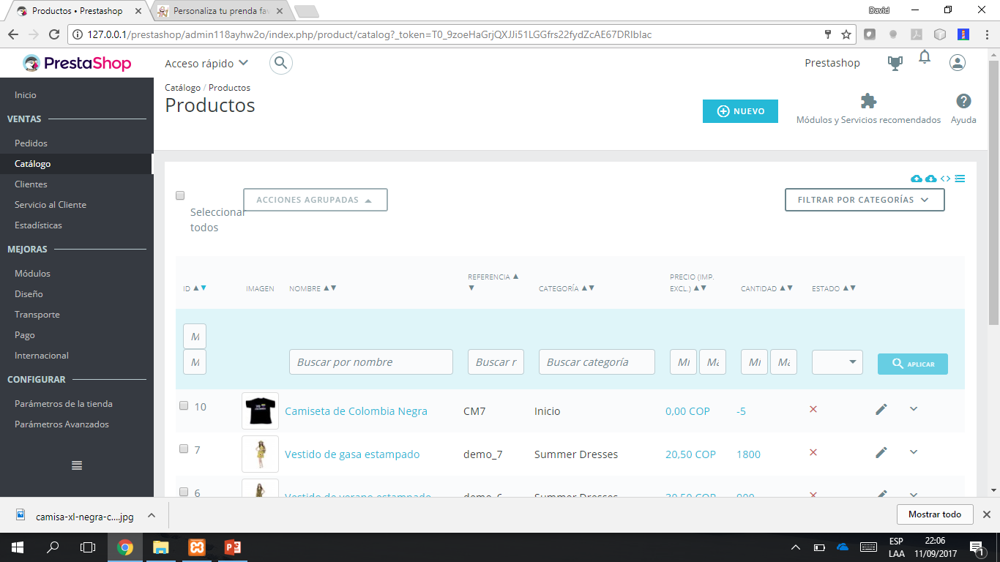 Productos • Prestashop
Personaliza tu prenda fav
David
127.0.0.1/prestashop/admin118ayhw2o/index.php/product/catalog?_token=T0_9zoeHaGrjQXJJi51LGGfrs22fydZcAE67DRIbIac
PrestaShop
Acceso rápido
Prestashop
Inicio
VENTAS
Pedidos
Catálogo
Clientes
Servicio al Cliente
Estadísticas
MEJORAS
Módulos
Diseño
Transporte
Pago
Internacional
CONFIGURAR
Parámetros de la tienda
Parámetros Avanzados
Catálogo / Productos
Productos
NUEVO
Módulos y Servicios recomendados
Ayuda
Seleccionar
todos
ACCIONES AGRUPADAS
FILTRAR POR CATEGORÍAS
ID IMAGEN NOMBRE REFERENCIA CATEGORÍA PRECIO (IMP. EXCL.) CANTIDAD ESTADO
Buscar por nombre Buscar r Buscar categoría Mi Ma Mi Ma APLICAR
10 Camiseta de Colombia Negra CM7 Inicio 0,00 COP -5
7 Vestido de gasa estampado demo_7 Summer Dresses 20,50 COP 1800
6 Vestido de verano estampado demo_6 Summer Dresses 30,50 COP 900
camisa-xl-negra-c....jpg
Mostrar todo
ESP
LAA
22:06
11/09/2017
1